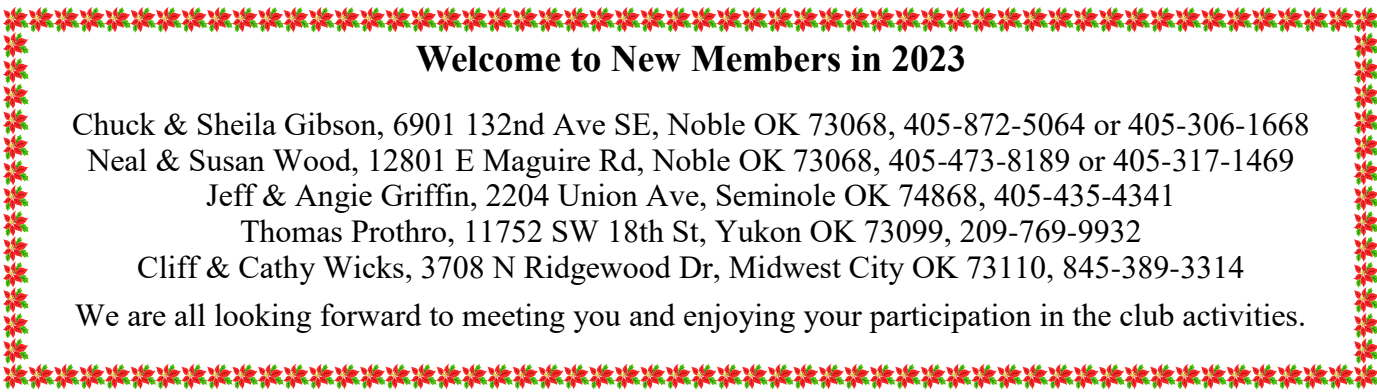 Welcome to New Members in 2023
Chuck & Sheila Gibson, 6901 132nd Ave SE, Noble OK 73068, 405-872-5064 or 405-306-1668
Neal & Susan Wood, 12801 E Maguire Rd, Noble OK 73068, 405-473-8189 or 405-317-1469
Jeff & Angie Griffin, 2204 Union Ave, Seminole OK 74868, 405-435-4341
Thomas Prothro, 11752 SW 18th St, Yukon OK 73099, 209-769-9932
Cliff & Cathy Wicks, 3708 N Ridgewood Dr, Midwest City OK 73110, 845-389-3314
We are all looking forward to meeting you and enjoying your participation in the club activities.